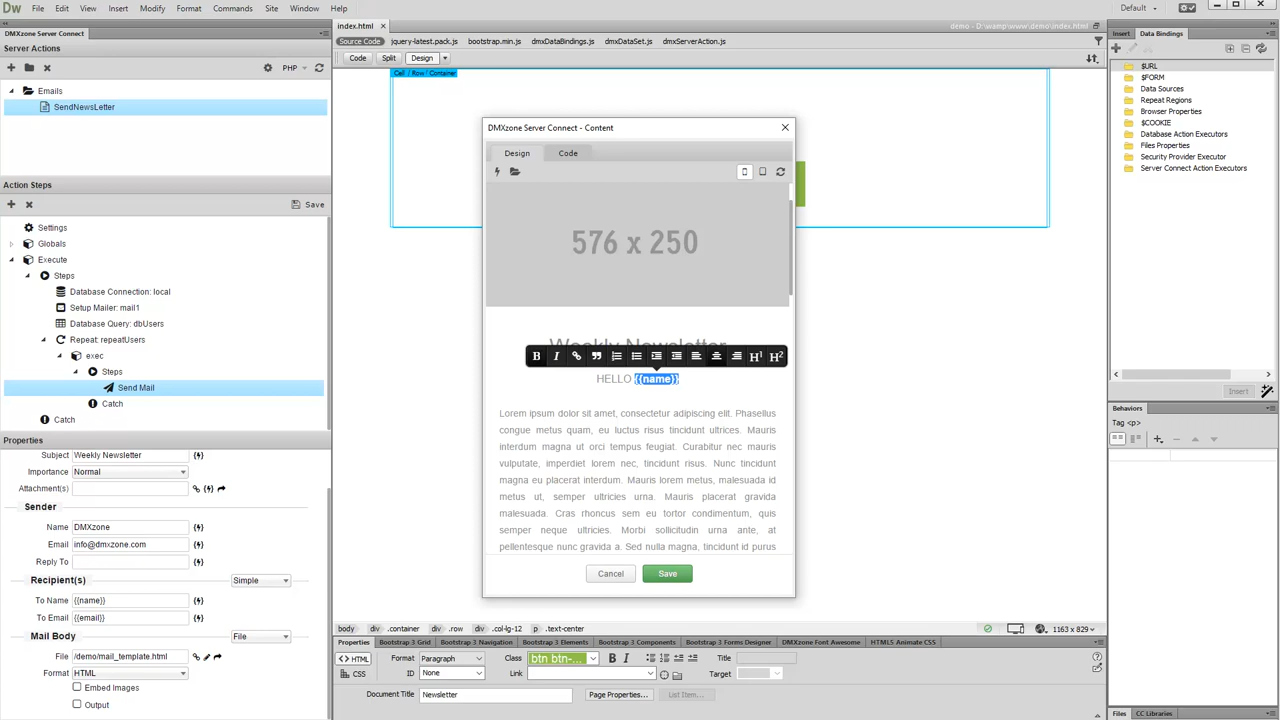 Dw File Edit View Insert Modify Format Commands Site Window Help
Default
DMXzone Server Connect
Server Actions
PHP
Emails
SendNewsLetter
Action Steps
Save
Settings
Globals
Execute
Steps
Database Connection: local
Setup Mailer: mail1
Database Query: dbUsers
Repeat: repeatUsers
exec
Steps
Send Mail
Catch
Catch
Properties
Subject Weekly Newsletter
Importance Normal
Attachment(s)
Sender
Name DMXzone
Email info@dmxzone.com
Reply To
Recipient(s) Simple
To Name {{name}}
To Email {{email}}
Mail Body File
File /demo/mail_template.html
Format HTML
Embed Images
Output
index.html
demo - D:\wamp\www.demo\index.html
Source Code jquery-latest.pack.js bootstrap.min.js dmxDataBindings.js dmxDataSet.js dmxServerAction.js
Code Split Design
Cell / Row / Container
DMXzone Server Connect - Content
Design Code
576 x 250
Weekly Newsletter
B I H1 H2
HELLO {{name}}
Lorem ipsum dolor sit amet, consectetur adipiscing elit. Phasellus
congue metus quam, eu luctus risus tincidunt ultrices. Mauris
interdum magna ut orci tempus feugiat. Curabitur nec mauris
vulputate, imperdiet lorem nec, tincidunt risus. Nunc tincidunt
magna eu placerat interdum. Mauris lorem metus, malesuada id
metus ut, semper ultricies urna. Mauris placerat gravida
malesuada. Cras rhoncus sem eu tortor condimentum, quis
semper neque ultricies. Morbi sollicitudin urna ante, at
pellentesque nunc gravida a. Sed nulla magna, tincidunt id purus
Cancel Save
body div .container div .row div .col-lg-12 p .text-center
1163 x 829
Properties Bootstrap 3 Grid Bootstrap 3 Navigation Bootstrap 3 Elements Bootstrap 3 Components Bootstrap 3 Forms Designer DMXzone Font Awesome HTML5 Animate CSS
<> HTML Format Paragraph Class btn btn-... B I Title
CSS ID None Link Target
Document Title Newsletter Page Properties... List Item...
Insert Data Bindings
$URL
$FORM
Data Sources
Repeat Regions
Browser Properties
$COOKIE
Database Action Executors
Files Properties
Security Provider Executor
Server Connect Action Executors
Insert
Behaviors
Tag <p>
Files CC Libraries